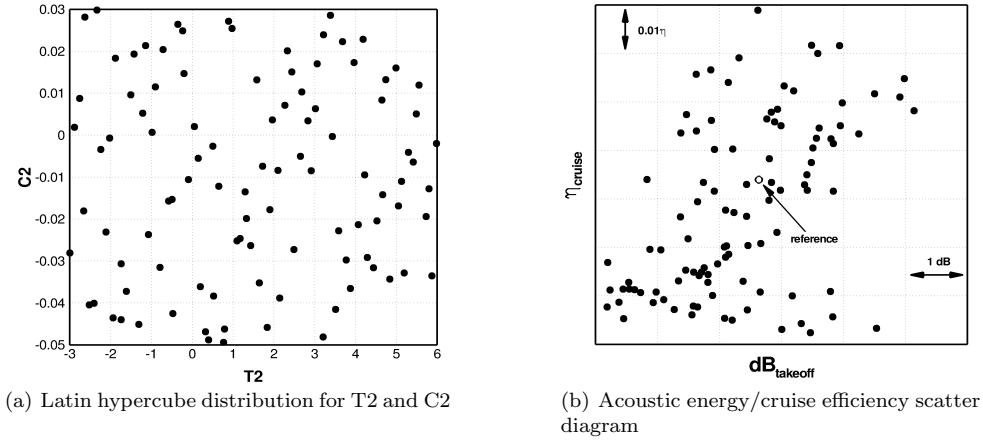 0.03
0.02
0.01
0
-0.01
-0.02
-0.03
-0.04
-0.05
C2
-3 -2 -1 0 1 2 3 4 5 6
T2
(a) Latin hypercube distribution for T2 and C2
0.01η
ηcruise
reference
1 dB
dBtakeoff
(b) Acoustic energy/cruise efficiency scatter
diagram